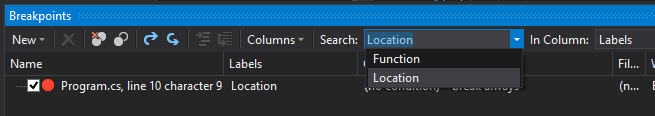 Breakpoints
New Columns Search: Location In Column: Labels
Function
Location
Name Labels Fil... 
Program.cs, line 10 character 9 Location (no condition) break always (n...